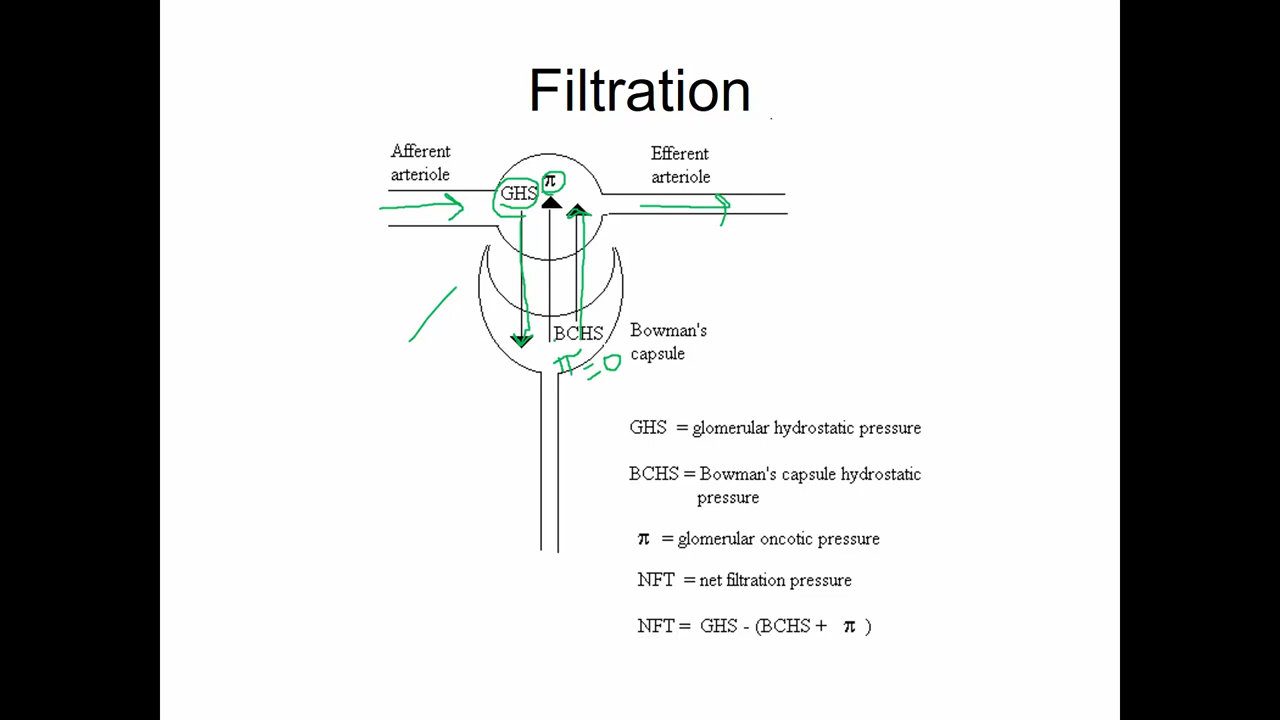 Filtration
Afferent
arteriole
Efferent
arteriole
GHS
π
BCHS
π = 0
Bowman's
capsule
GHS = glomerular hydrostatic pressure
BCHS = Bowman's capsule hydrostatic
pressure
π = glomerular oncotic pressure
NFT = net filtration pressure
NFT = GHS - (BCHS + π )